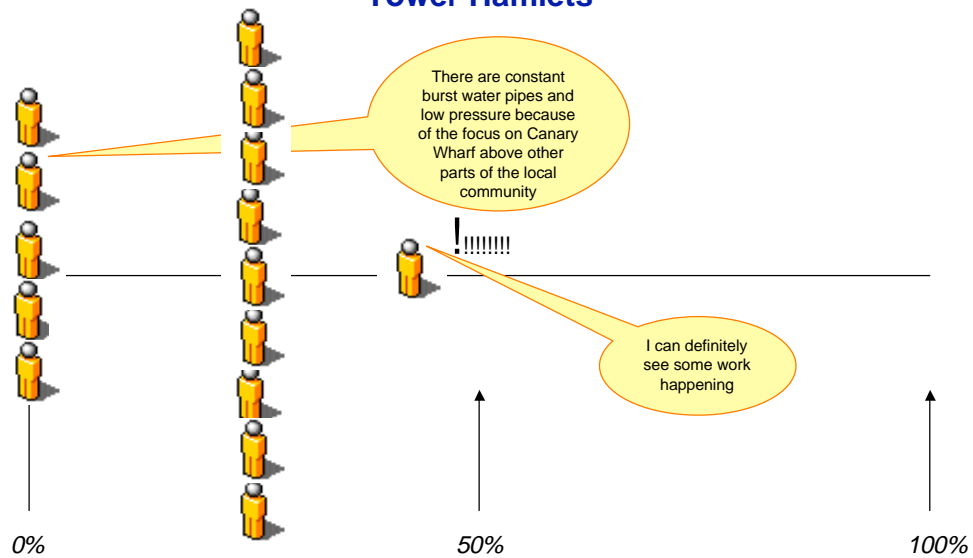 Tower Hamlets
There are constant
burst water pipes and
low pressure because
of the focus on Canary
Wharf above other
parts of the local
community
!!!!!!!!!
I can definitely
see some work
happening
0%
50%
100%